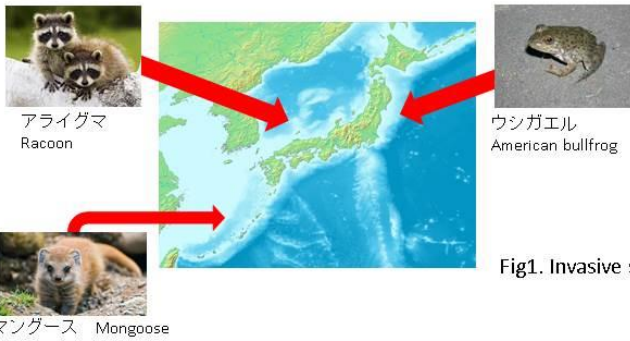 アライグマ
Racoon
ウシガエル
American bullfrog
Fig1. Invasive
マングース Mongoose